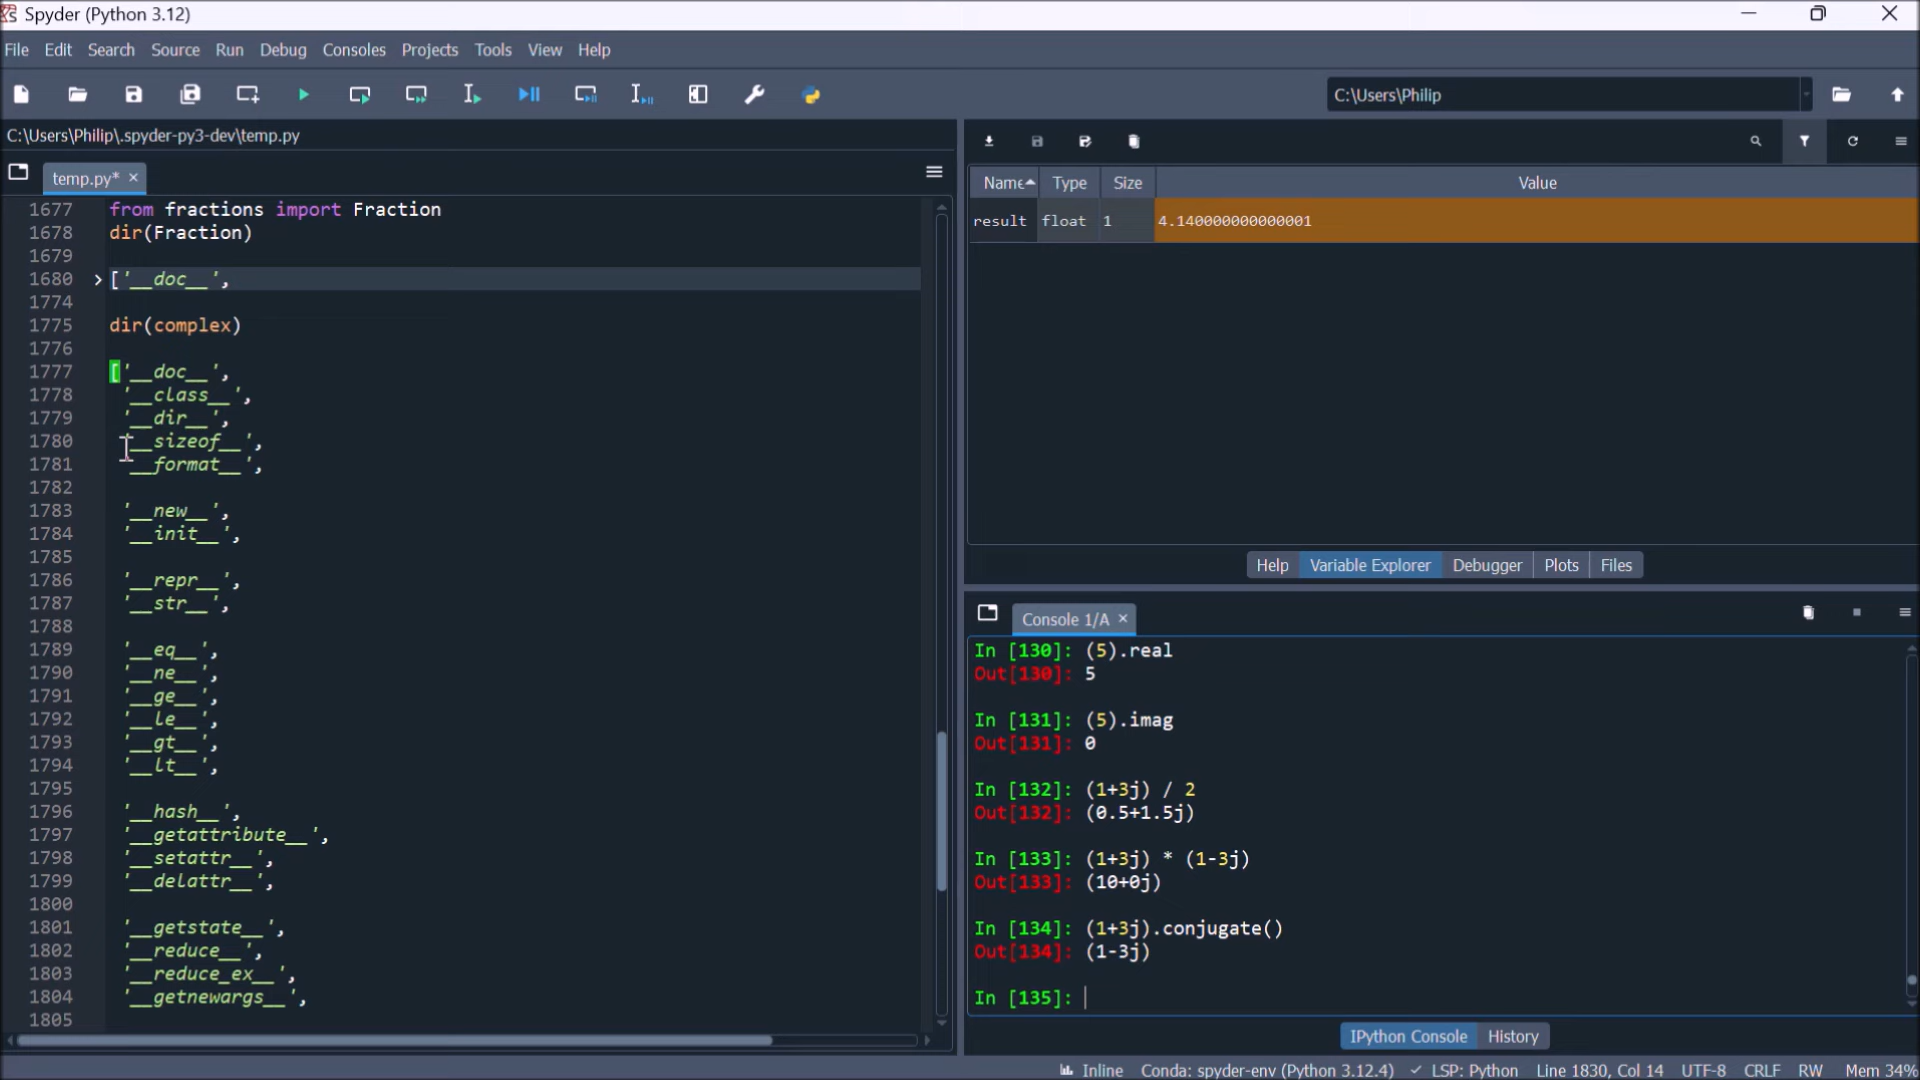 Spyder (Python 3.12)
File Edit Search Source Run Debug Consoles Projects Tools View Help
C:\Users\Philip
C:\Users\Philip\.spyder-py3-dev\temp.py
temp.py*
1677 from fractions import Fraction
1678 dir(Fraction)
1679
1680 ['__doc__',
1774
1775 dir(complex)
1776
1777 ['__doc__',
1778 '__class__',
1779 '__dir__',
1780 '__sizeof__',
1781 '__format__',
1782
1783 '__new__',
1784 '__init__',
1785
1786 '__repr__',
1787 '__str__',
1788
1789 '__eq__',
1790 '__ne__',
1791 '__ge__',
1792 '__le__',
1793 '__gt__',
1794 '__lt__',
1795
1796 '__hash__',
1797 '__getattribute__',
1798 '__setattr__',
1799 '__delattr__',
1800
1801 '__getstate__',
1802 '__reduce__',
1803 '__reduce_ex__',
1804 '__getnewargs__',
1805
Name Type Size Value
result float 1 4.140000000000001
Help Variable Explorer Debugger Plots Files
Console 1/A
In [130]: (5).real
Out[130]: 5
In [131]: (5).imag
Out[131]: 0
In [132]: (1+3j) / 2
Out[132]: (0.5+1.5j)
In [133]: (1+3j) * (1-3j)
Out[133]: (10+0j)
In [134]: (1+3j).conjugate()
Out[134]: (1-3j)
In [135]:
IPython Console History
Inline Conda: spyder-env (Python 3.12.4) LSP: Python Line 1830, Col 14 UTF-8 CRLF RW Mem 34%